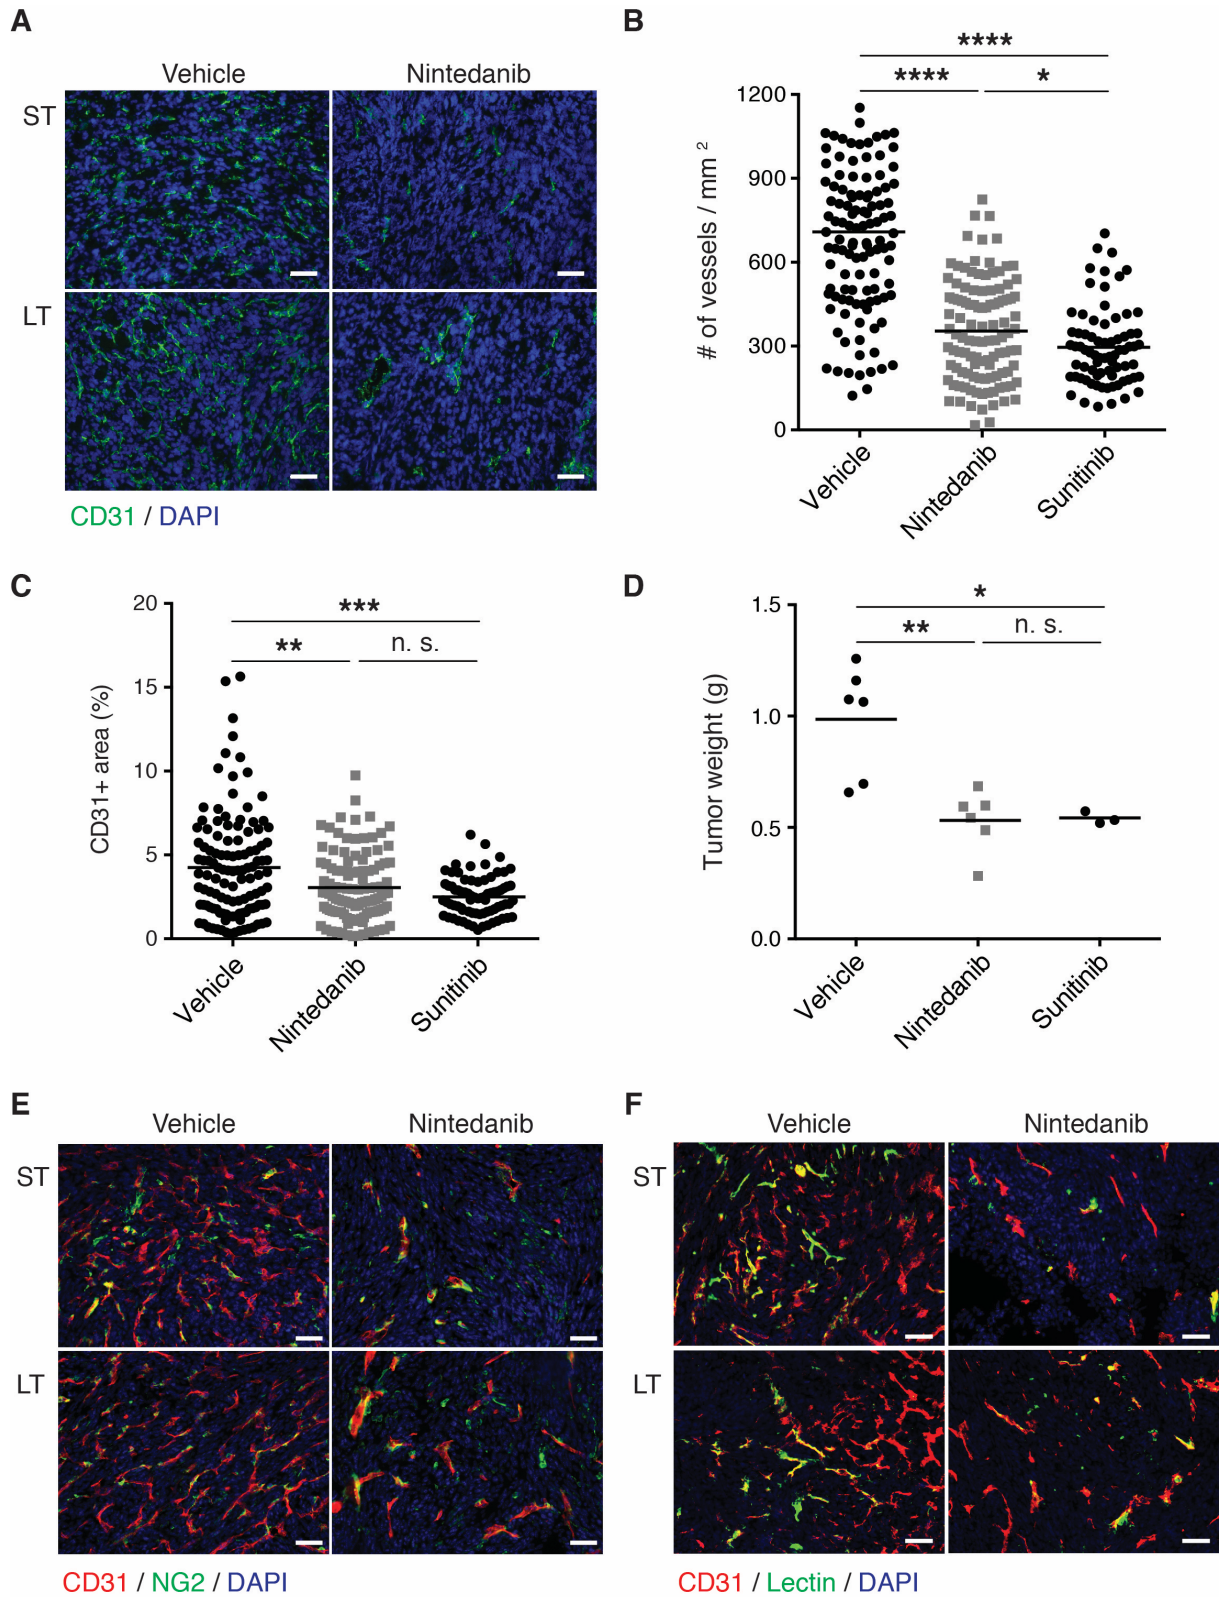 A
Vehicle Nintedanib
ST
LT
CD31 / DAPI
B
****
**** *
# of vessels / mm 2
1200
900
600
300
0
Vehicle
Nintedanib
Sunitinib
C
***
** n. s.
CD31+ area (%)
20
15
10
5
0
Vehicle
Nintedanib
Sunitinib
D
*
** n. s.
Tumor weight (g)
1.5
1.0
0.5
0.0
Vehicle
Nintedanib
Sunitinib
E
Vehicle Nintedanib
ST
LT
CD31 / NG2 / DAPI
F
Vehicle Nintedanib
ST
LT
CD31 / Lectin / DAPI